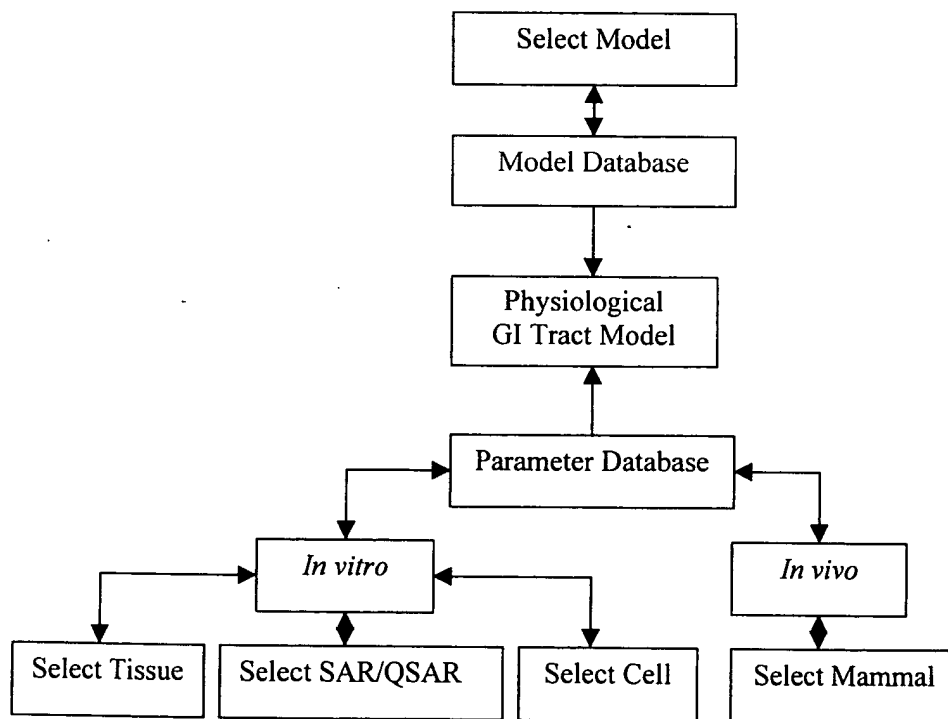 Select Model
Model Database
Physiological
GI Tract Model
Parameter Database
In vitro
In vivo
Select Tissue
Select SAR/QSAR
Select Cell
Select Mammal